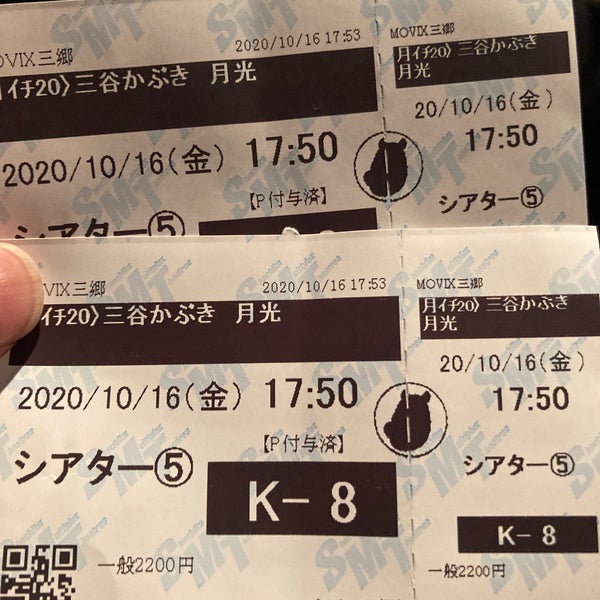 MOVIX三郷
2020/10/16 17:53
月イチ20〉三谷かぶき 月光
2020/10/16(金) 17:50
【P付与済】
シアター⑤
MOVIX三郷
月イチ20〉三谷かぶき
月光
20/10/16(金)
17:50
シアター⑤
VIX三郷
2020/10/16 17:53
イチ20〉三谷かぶき 月光
2020/10/16(金) 17:50
【P付与済】
シアター⑤
K-8
一般2200円
MOVIX三郷
月イチ20〉三谷かぶき
月光
20/10/16(金)
17:50
シアター⑤
K-8
一般2200円
SMT